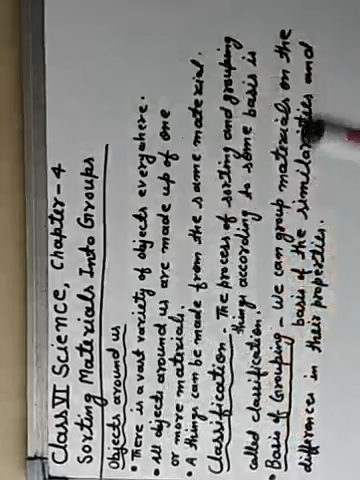 Class VI Science, Chapter-4
Sorting Materials Into Groups
Objects around us
• There is a vast variety of objects everywhere.
• All objects around us are made up of one
or more materials.
• A things can be made from the same material.
Classification - The process of sorting and grouping
things according to some basis is
called classification.
• Basis of Grouping - We can group materials on the
basis of the similarities and
differences in their properties.